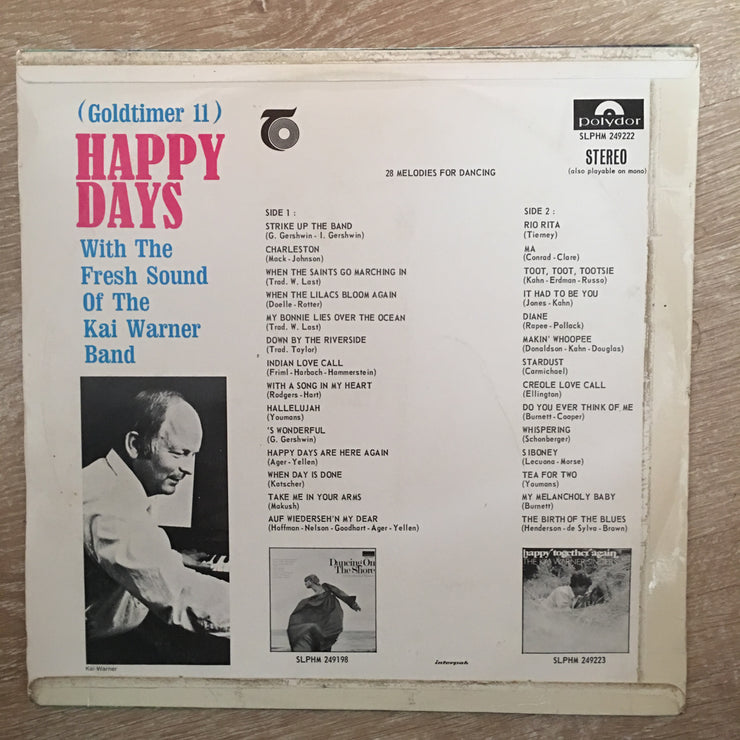 (Goldtimer 11)
HAPPY
DAYS
With The
Fresh Sound
Of The
Kai Warner
Band
Polydor
SLPHM 249222
STEREO
(also playable on mono)
28 MELODIES FOR DANCING
SIDE 1 :
STRIKE UP THE BAND
(G. Gershwin - I. Gershwin)
CHARLESTON
(Mack - Johnson)
WHEN THE SAINTS GO MARCHING IN
(Trad. W. Last)
WHEN THE LILACS BLOOM AGAIN
(Doelle - Rotter)
MY BONNIE LIES OVER THE OCEAN
(Trad. W. Last)
DOWN BY THE RIVERSIDE
(Trad. Taylor)
INDIAN LOVE CALL
(Friml - Harbach - Hammerstein)
WITH A SONG IN MY HEART
(Rodgers - Hart)
HALLELUJAH
(Youmans)
'S WONDERFUL
(G. Gershwin)
HAPPY DAYS ARE HERE AGAIN
(Ager - Yellen)
WHEN DAY IS DONE
(Katscher)
TAKE ME IN YOUR ARMS
(Makush)
AUF WIEDERSEH'N MY DEAR
(Hoffman - Nelson - Goodhart - Ager - Yellen)
SIDE 2 :
RIO RITA
(Tierney)
MA
(Conrad - Clare)
TOOT, TOOT, TOOTSIE
(Kahn - Erdman - Russo)
IT HAD TO BE YOU
(Jones - Kahn)
DIANE
(Rapee - Pollack)
MAKIN' WHOOPEE
(Donaldson - Kahn - Douglas)
STARDUST
(Carmichael)
CREOLE LOVE CALL
(Ellington)
DO YOU EVER THINK OF ME
(Burnett - Cooper)
WHISPERING
(Schonberger)
SIBONEY
(Lecuona - Morse)
TEA FOR TWO
(Youmans)
MY MELANCHOLY BABY
(Burnett)
THE BIRTH OF THE BLUES
(Henderson - de Sylva - Brown)
Kai Warner
Dancing On
The Shore
SLPHM 249198
interpak
happy together again
THE KAI WARNER SINGERS
SLPHM 249223